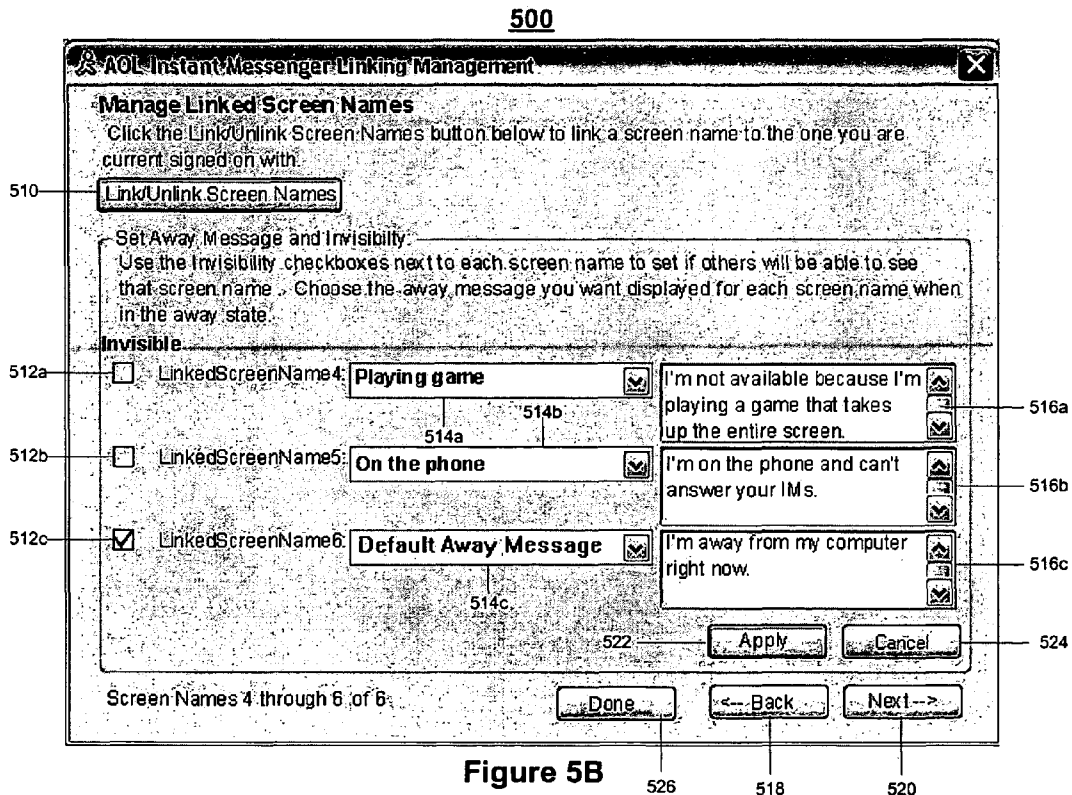 500
AOL Instant Messenger Linking Management
Manage Linked Screen Names
Click the Link/Unlink Screen Names button below to link a screen name to the one you are
current signed on with.
510
Link/Unlink Screen Names
Set Away Message and Invisibilty:
Use the Invisibility checkboxes next to each screen name to set if others will be able to see
that screen name. Choose the away message you want displayed for each screen name when
in the away state.
Invisible
512a
LinkedScreenName4:
Playing game
I'm not available because I'm
playing a game that takes
up the entire screen.
516a
514a
514b
512b
LinkedScreenName5:
On the phone
I'm on the phone and can't
answer your IMs.
516b
512c
LinkedScreenName6:
Default Away Message
I'm away from my computer
right now.
516c
514c
522
Apply
Cancel
524
Screen Names 4 through 6 of 6
Done
<--Back
Next-->
Figure 5B
526
518
520